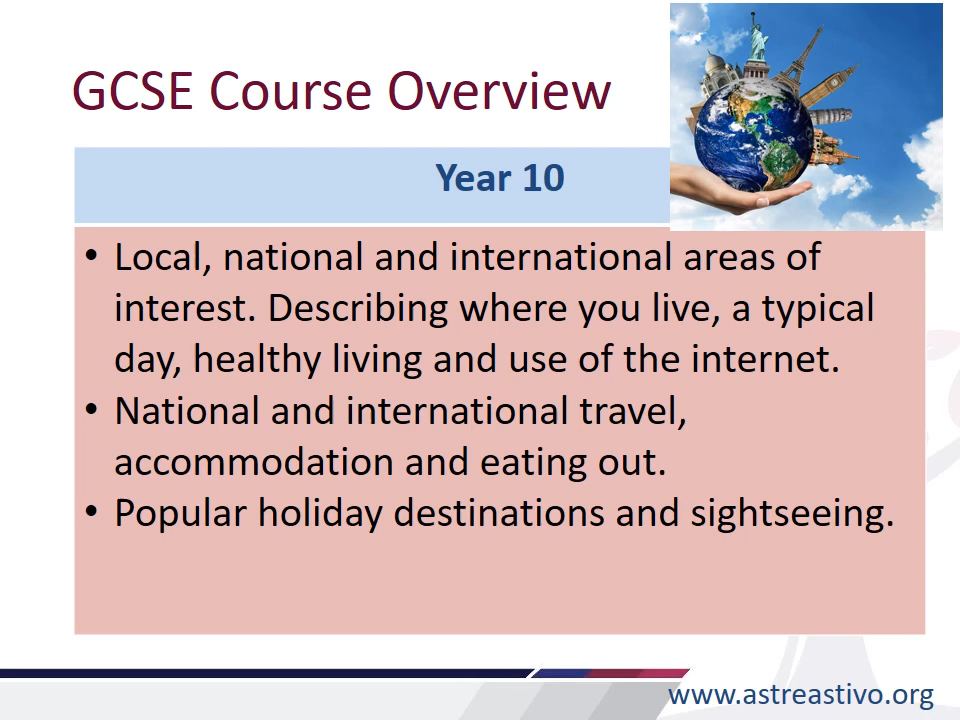 GCSE Course Overview
Year 10
• Local, national and international areas of
interest. Describing where you live, a typical
day, healthy living and use of the internet.
• National and international travel,
accommodation and eating out.
• Popular holiday destinations and sightseeing.
www.astreastivo.org